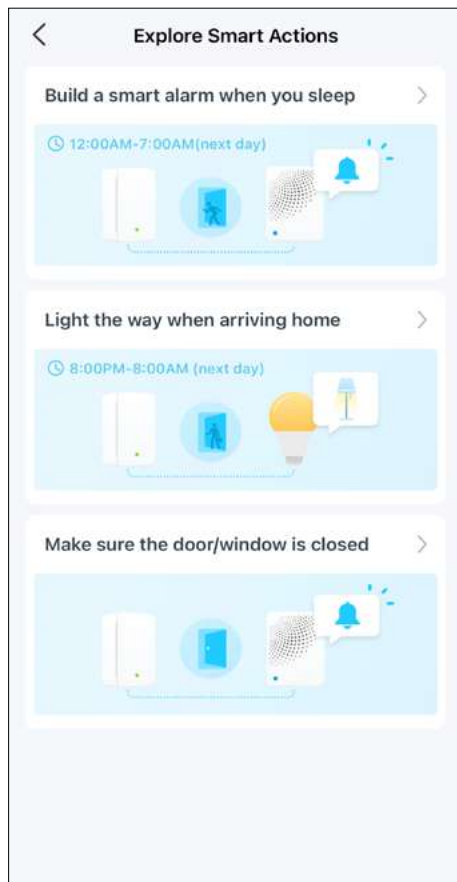 Explore Smart Actions
Build a smart alarm when you sleep
12:00AM-7:00AM(next day)
Light the way when arriving home
8:00PM-8:00AM (next day)
Make sure the door/window is closed